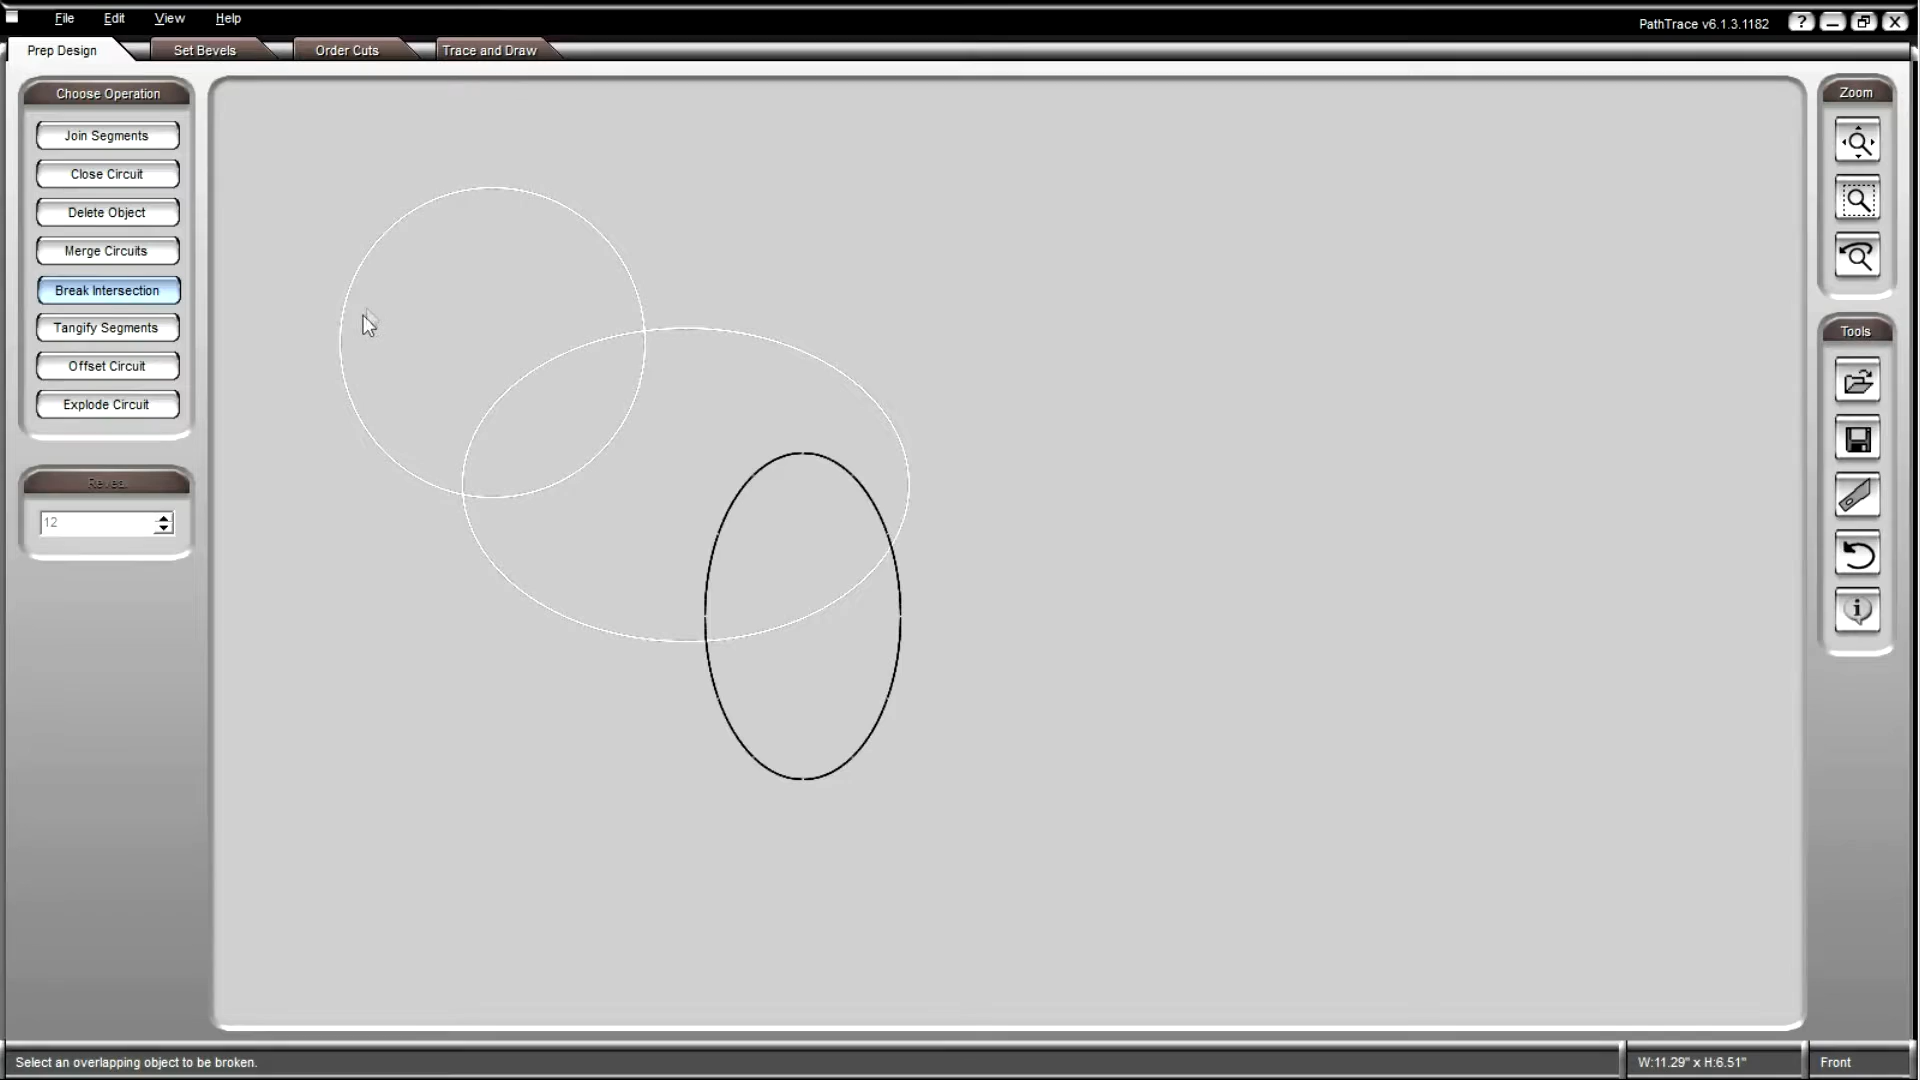 File Edit View Help
PathTrace v6.1.3.1182 ?
Prep Design Set Bevels Order Cuts Trace and Draw
Choose Operation
Join Segments
Close Circuit
Delete Object
Merge Circuits
Break Intersection
Tangify Segments
Offset Circuit
Explode Circuit
12
Zoom
Tools
i
Select an overlapping object to be broken.
W:11.29" x H:6.51"
Front